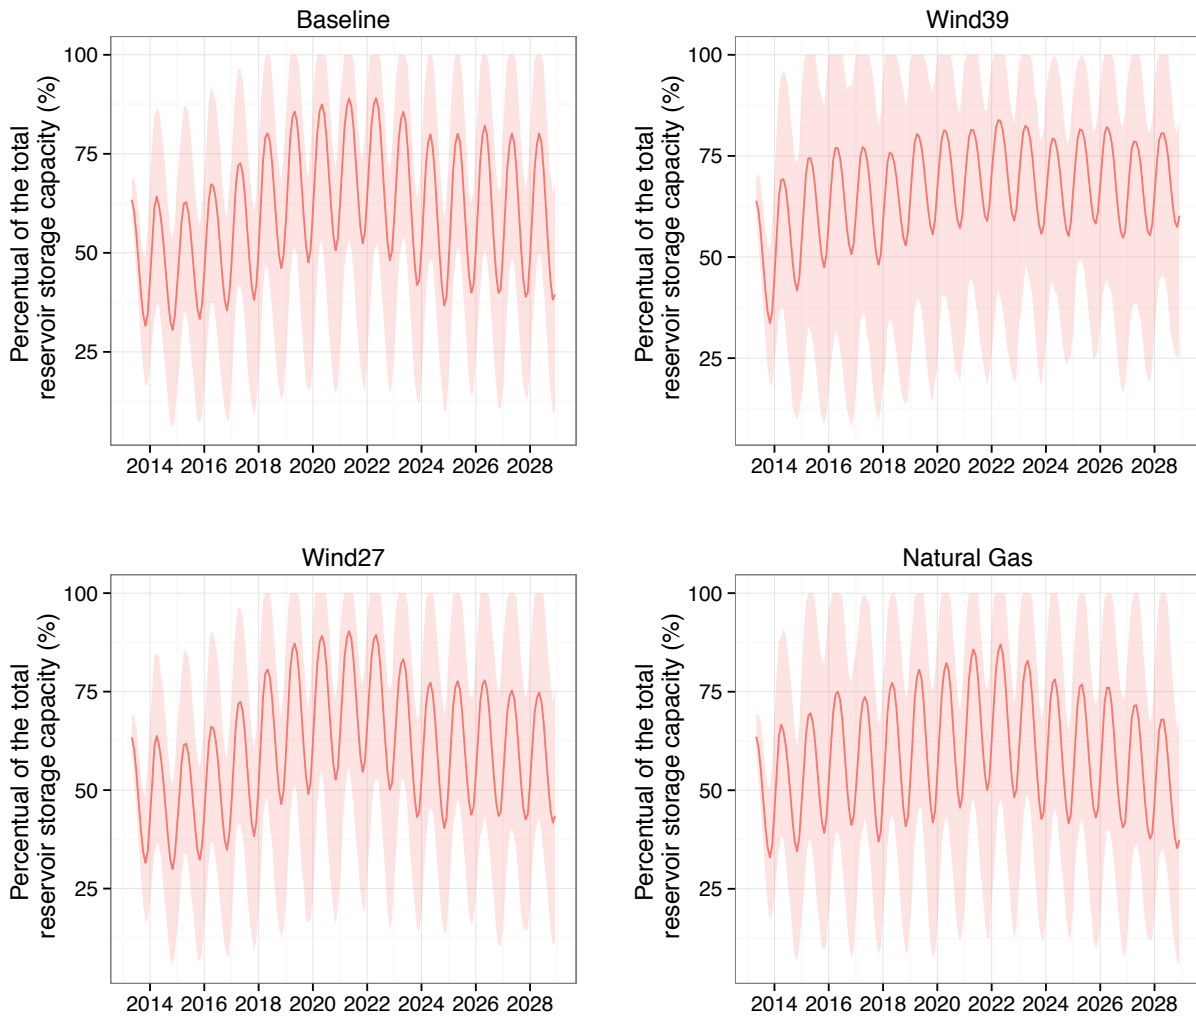 Baseline
Percentual of the total
reservoir storage capacity (%)
100
75
50
25
2014 2016 2018 2020 2022 2024 2026 2028
Wind39
Percentual of the total
reservoir storage capacity (%)
100
75
50
25
2014 2016 2018 2020 2022 2024 2026 2028
Wind27
Percentual of the total
reservoir storage capacity (%)
100
75
50
25
2014 2016 2018 2020 2022 2024 2026 2028
Natural Gas
Percentual of the total
reservoir storage capacity (%)
100
75
50
25
2014 2016 2018 2020 2022 2024 2026 2028